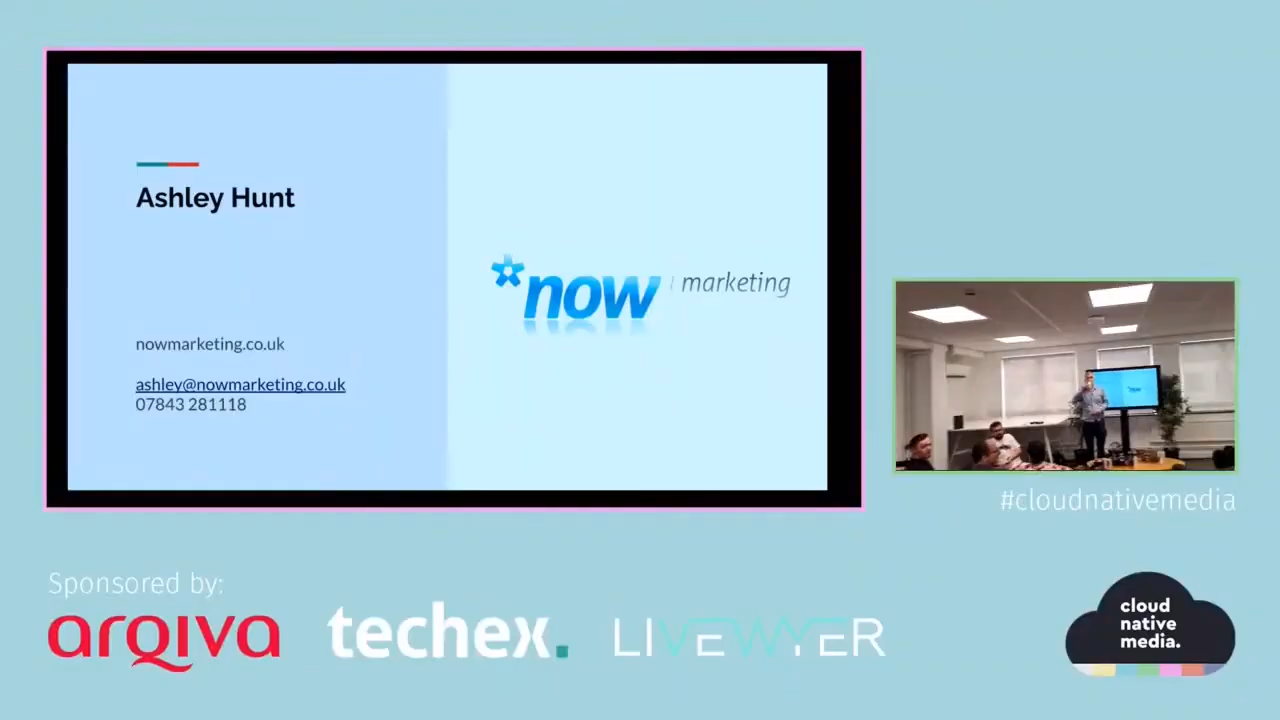 Ashley Hunt
nowmarketing.co.uk
ashley@nowmarketing.co.uk
07843 281118
*now | marketing
now
#cloudnativemedia
Sponsored by:
arqiva
techex.
LIVEWYER
cloud
native
media.